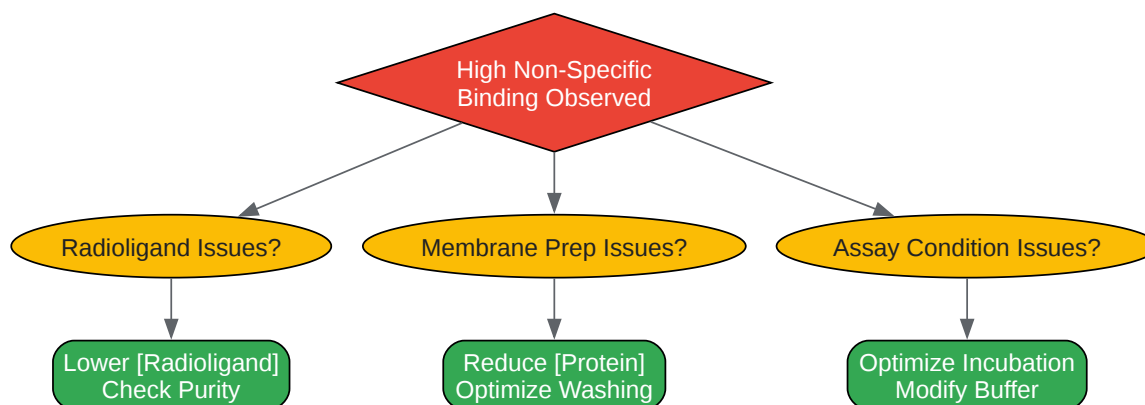 High Non-Specific
Binding Observed
Radioligand Issues?
Membrane Prep Issues?
Assay Condition Issues?
Lower [Radioligand]
Check Purity
Reduce [Protein]
Optimize Washing
Optimize Incubation
Modify Buffer